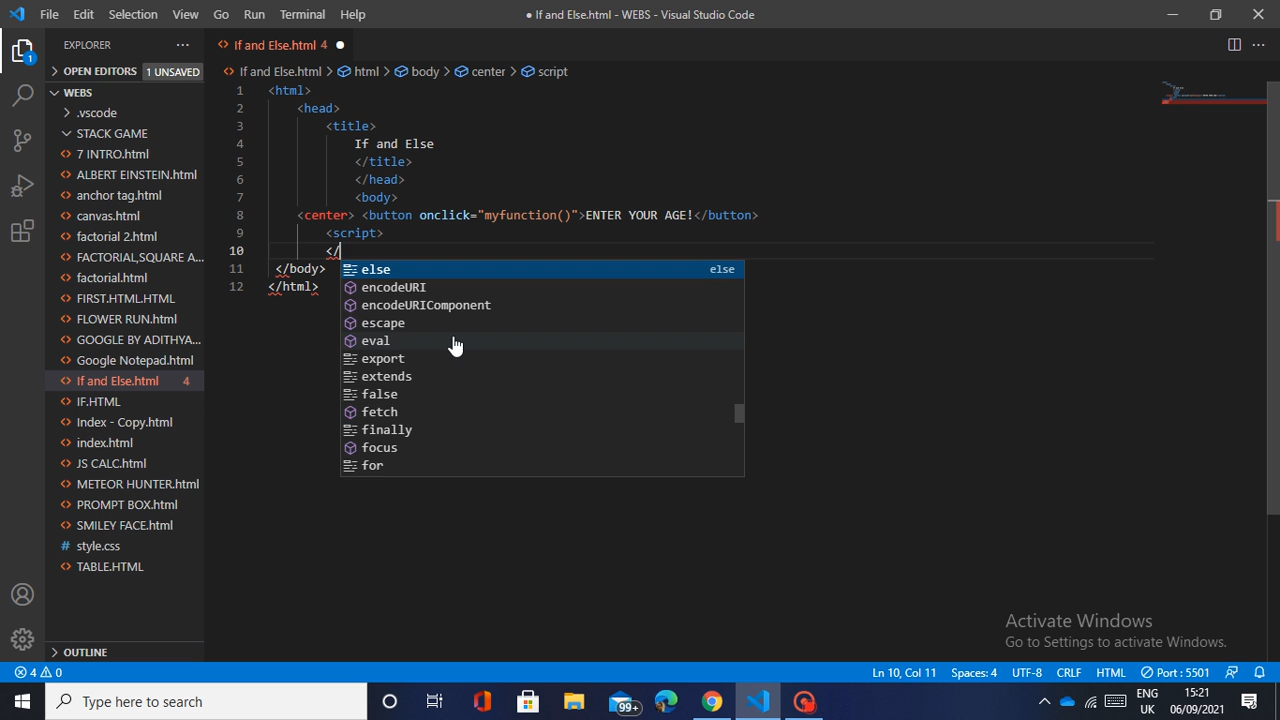 File Edit Selection View Go Run Terminal Help
● If and Else.html - WEBS - Visual Studio Code
EXPLORER
If and Else.html 4
OPEN EDITORS 1 UNSAVED
If and Else.html > html > body > center > script
WEBS
.vscode
STACK GAME
7 INTRO.html
ALBERT EINSTEIN.html
anchor tag.html
canvas.html
factorial 2.html
FACTORIAL,SQUARE A...
factorial.html
FIRST.HTML.HTML
FLOWER RUN.html
GOOGLE BY ADITHYA...
Google Notepad.html
If and Else.html 4
IF.HTML
Index - Copy.html
index.html
JS CALC.html
METEOR HUNTER.html
PROMPT BOX.html
SMILEY FACE.html
# style.css
TABLE.HTML
OUTLINE
1 <html>
2 <head>
3 <title>
4 If and Else
5 </title>
6 </head>
7 <body>
8 <center> <button onclick="myfunction()">ENTER YOUR AGE!</button>
9 <script>
10 </
11 </body>
12 </html>
else else
encodeURI
encodeURIComponent
escape
eval
export
extends
false
fetch
finally
focus
for
Activate Windows
Go to Settings to activate Windows.
1
4 0
Ln 10, Col 11 Spaces: 4 UTF-8 CRLF HTML Port : 5501
Type here to search
99+
ENG
UK
15:21
06/09/2021